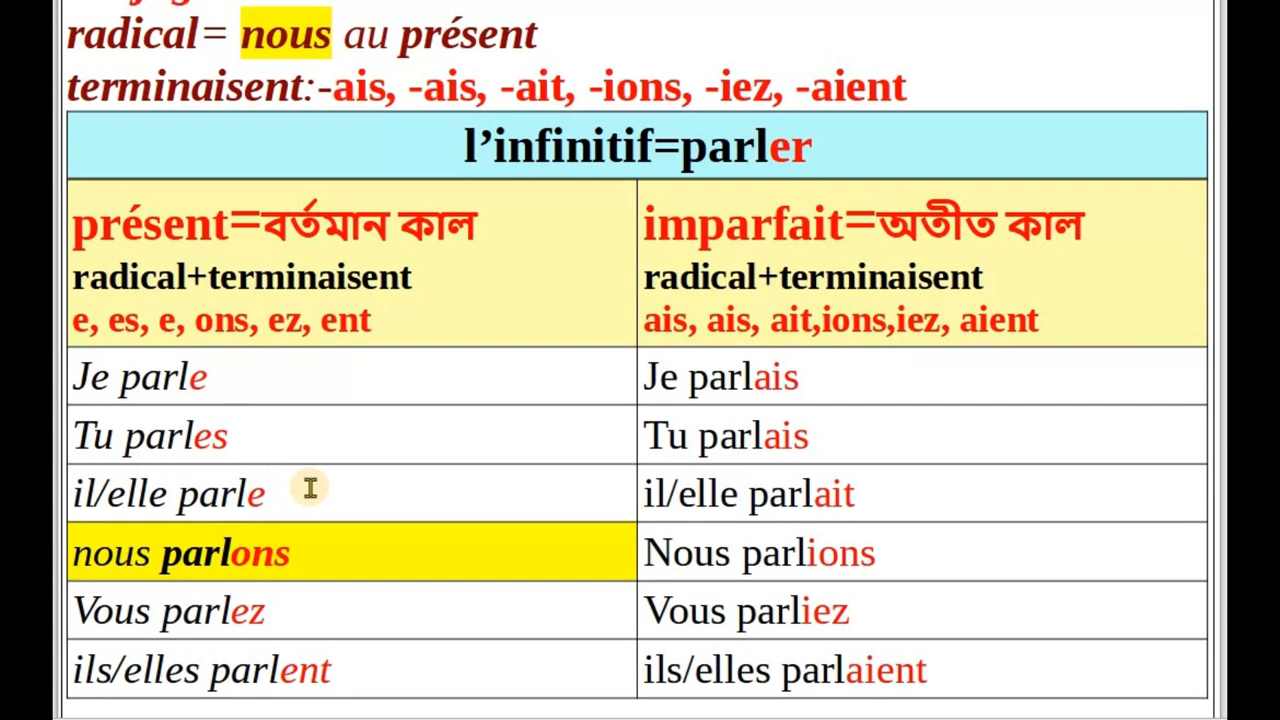 radical= nous au présent
terminaisent:-ais, -ais, -ait, -ions, -iez, -aient
l’infinitif=parler
présent=বর্তমান কাল
radical+terminaisent
e, es, e, ons, ez, ent
imparfait=অতীত কাল
radical+terminaisent
ais, ais, ait,ions,iez, aient
Je parle
Je parlais
Tu parles
Tu parlais
il/elle parle
il/elle parlait
nous parlons
Nous parlions
Vous parlez
Vous parliez
ils/elles parlent
ils/elles parlaient